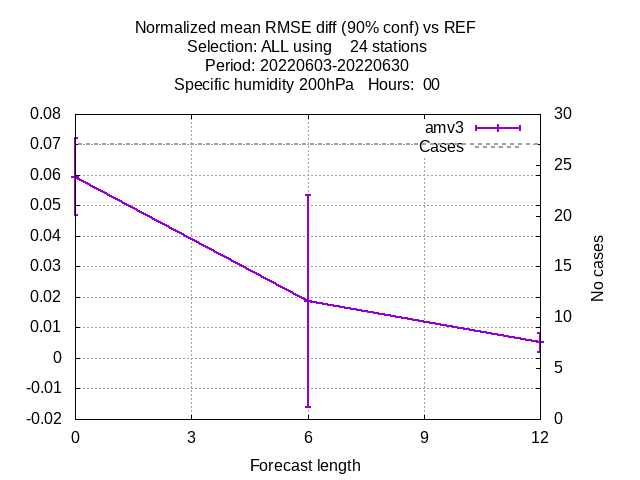 Normalized mean RMSE diff (90% conf) vs REF
Selection: ALL using    24 stations
Period: 20220603-20220630
Specific humidity 200hPa   Hours:  00
0.08
0.07
0.06
0.05
0.04
0.03
0.02
0.01
0
-0.01
-0.02
amv3
Cases
30
25
20
15
10
5
0
No cases
0 3 6 9 12
Forecast length